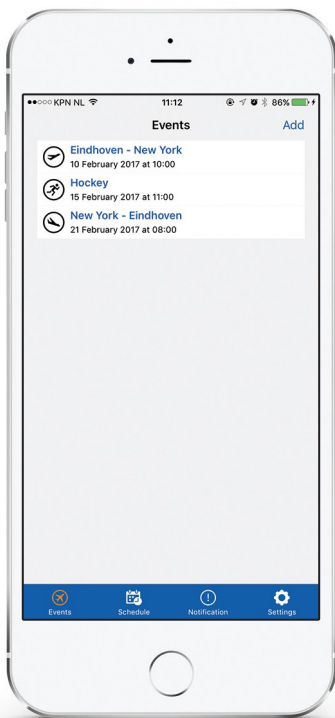 KPN NL 11:12 86%
Events Add
Eindhoven - New York
10 February 2017 at 10:00
Hockey
15 February 2017 at 11:00
New York - Eindhoven
21 February 2017 at 08:00
Events Schedule Notification Settings